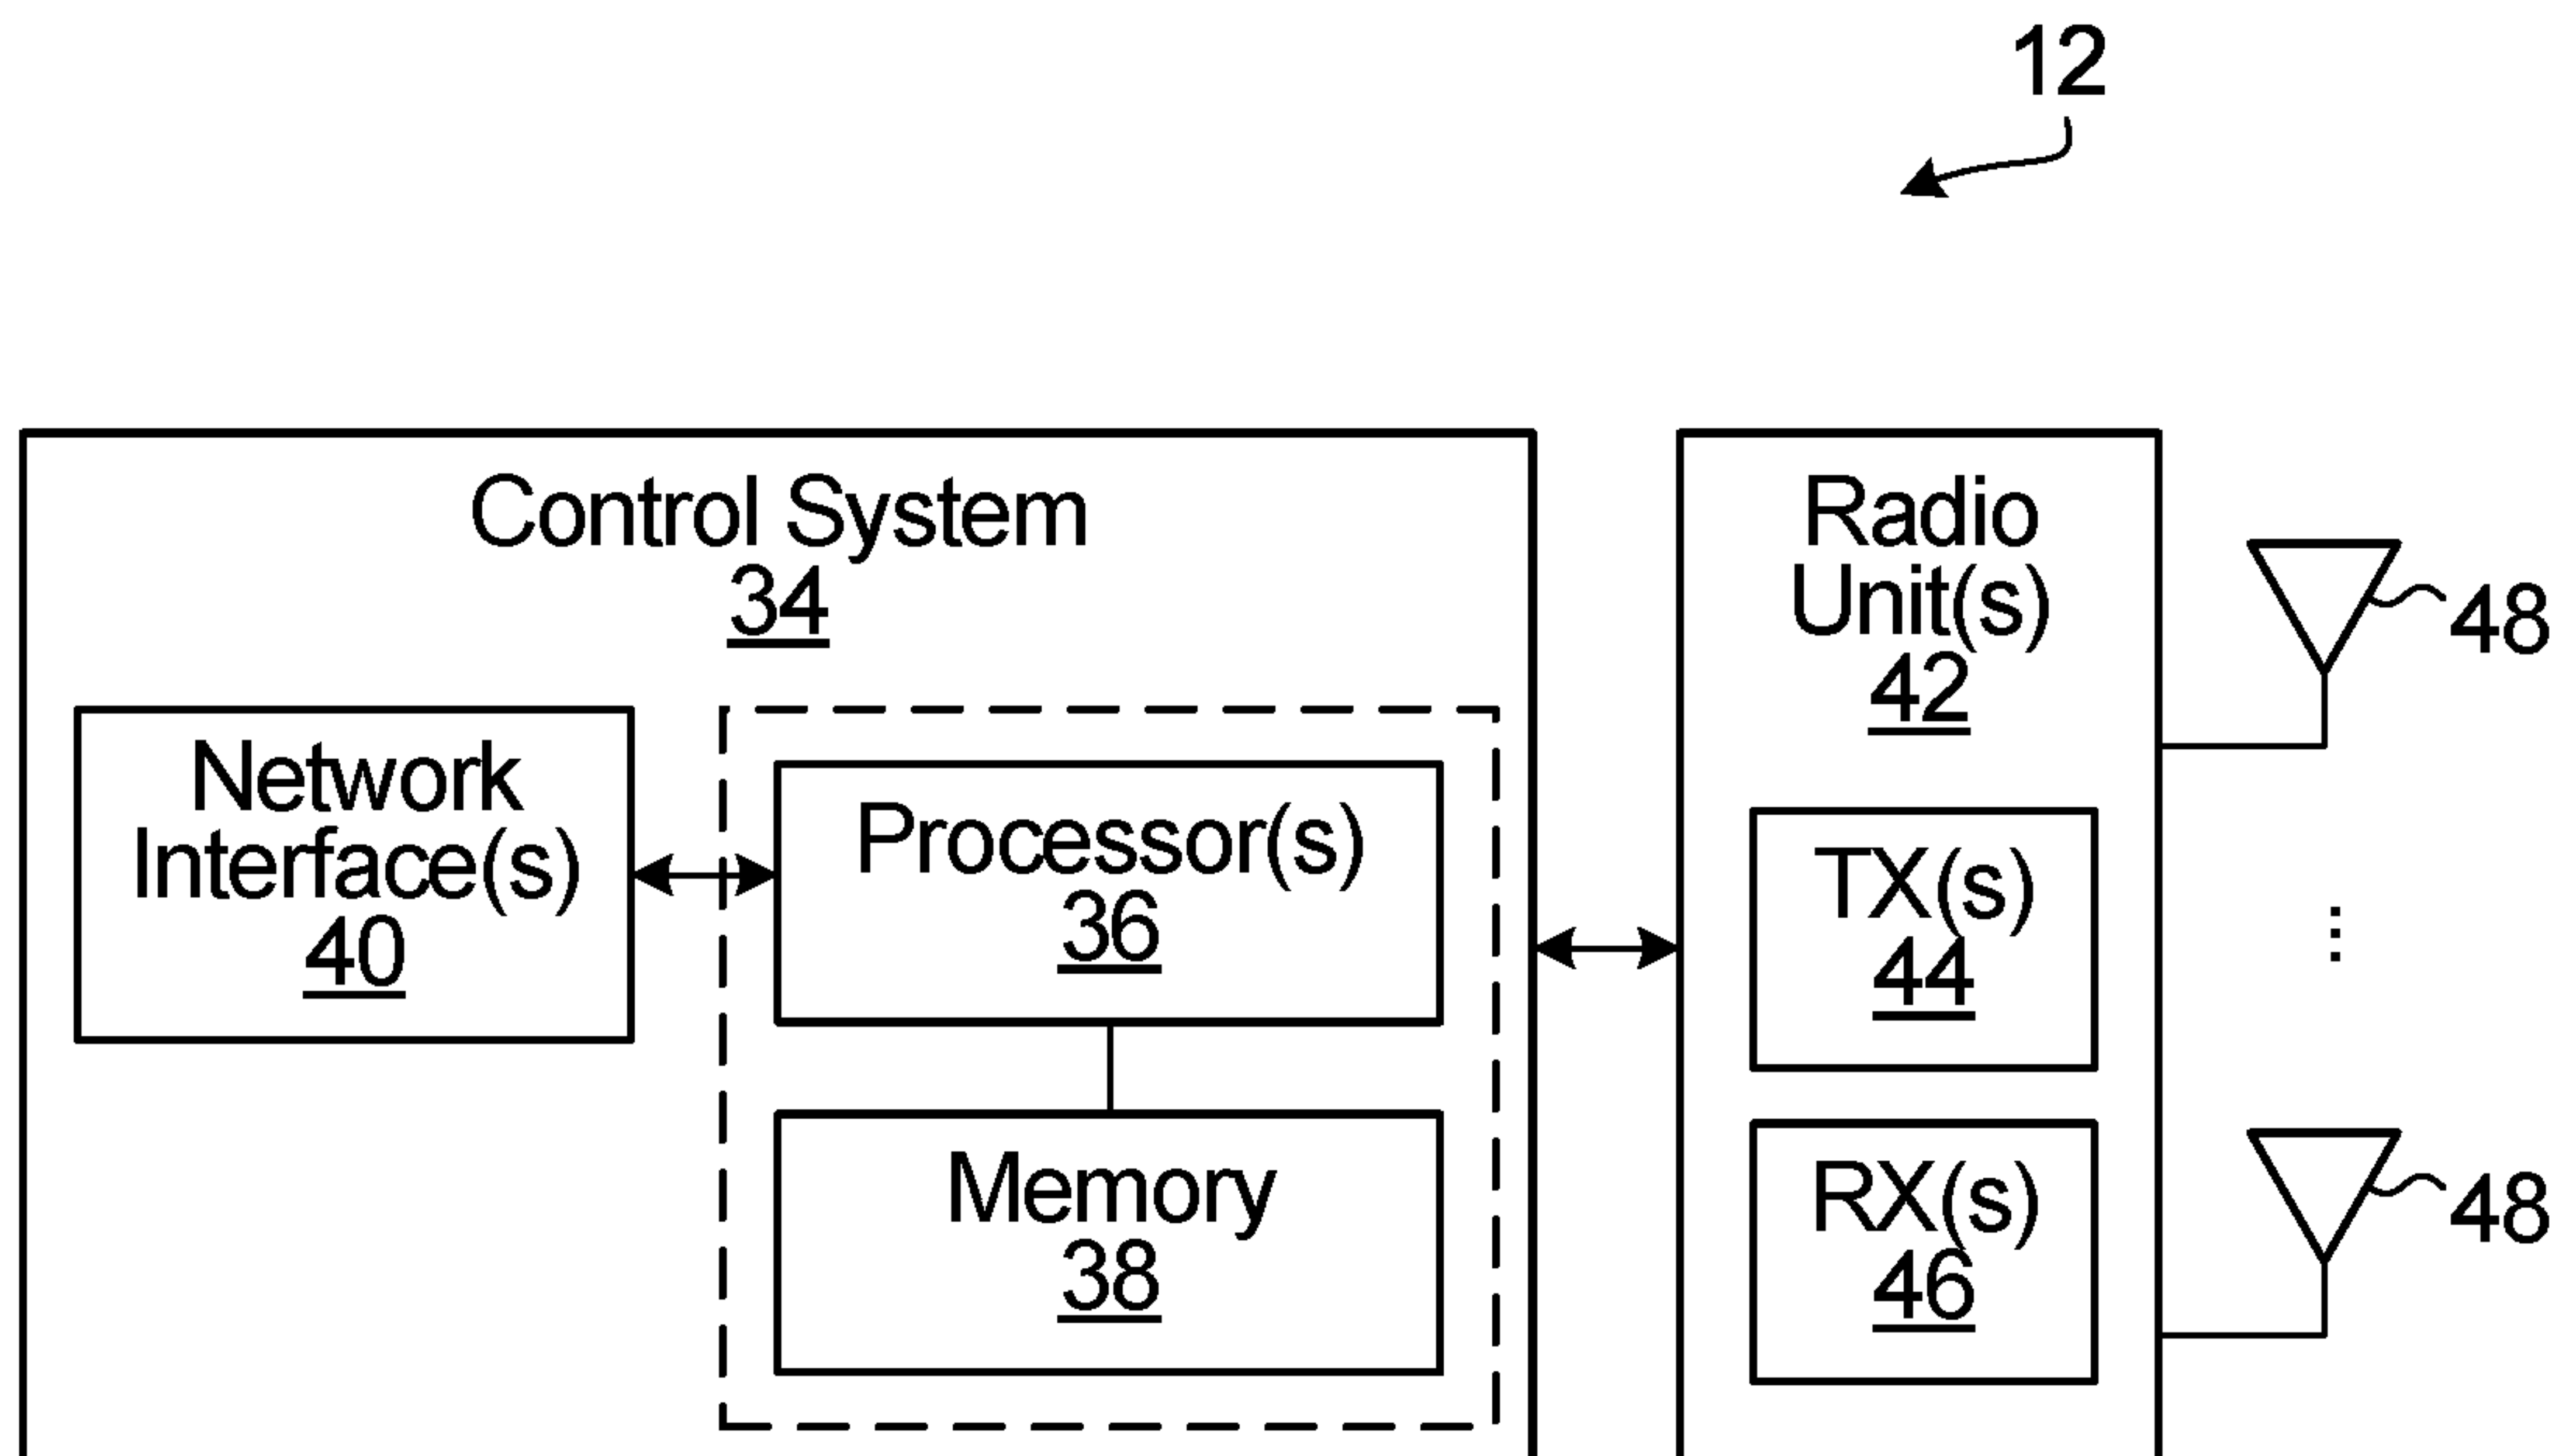 12
Control System
34
Network
Interface(s)
40
Processor(s)
36
Memory
38
Radio
Unit(s)
42
TX(s)
44
RX(s)
46
48
48